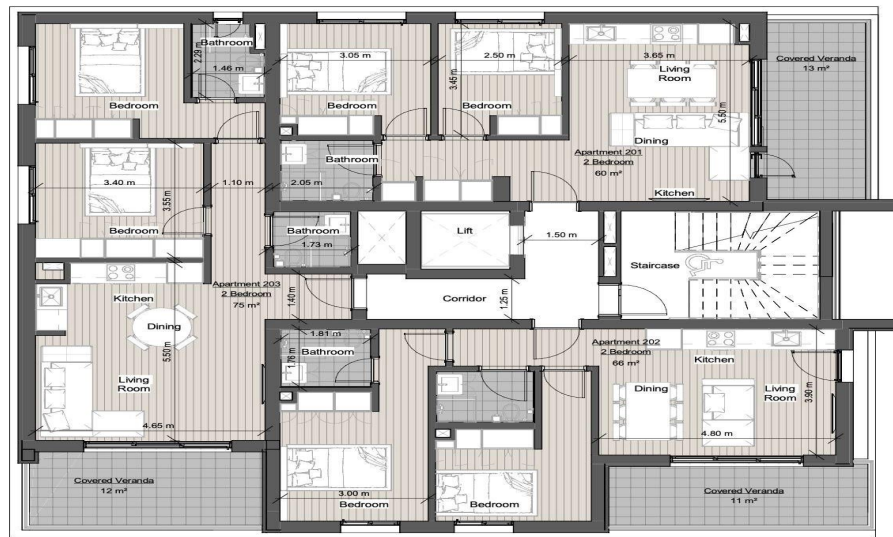 Bathroom
2.29 m
1.46 m
Bedroom
3.05 m
Bedroom
2.50 m
3.45 m
Bedroom
3.65 m
Living
Room
Dining
5.50 m
Kitchen
Covered Veranda
13 m²
Apartment 201
2 Bedroom
60 m²
Bathroom
2.05 m
3.40 m
3.55 m
Bedroom
1.10 m
Bathroom
1.73 m
Lift
1.50 m
Staircase
Corridor
1.25 m
Apartment 203
2 Bedroom
75 m²
1.40 m
Kitchen
Dining
5.50 m
Living
Room
4.65 m
1.81 m
Bathroom
1.76 m
Apartment 202
2 Bedroom
66 m²
Kitchen
Dining
Living
Room
3.90 m
4.80 m
Covered Veranda
12 m²
3.00 m
Bedroom
Bedroom
Covered Veranda
11 m²